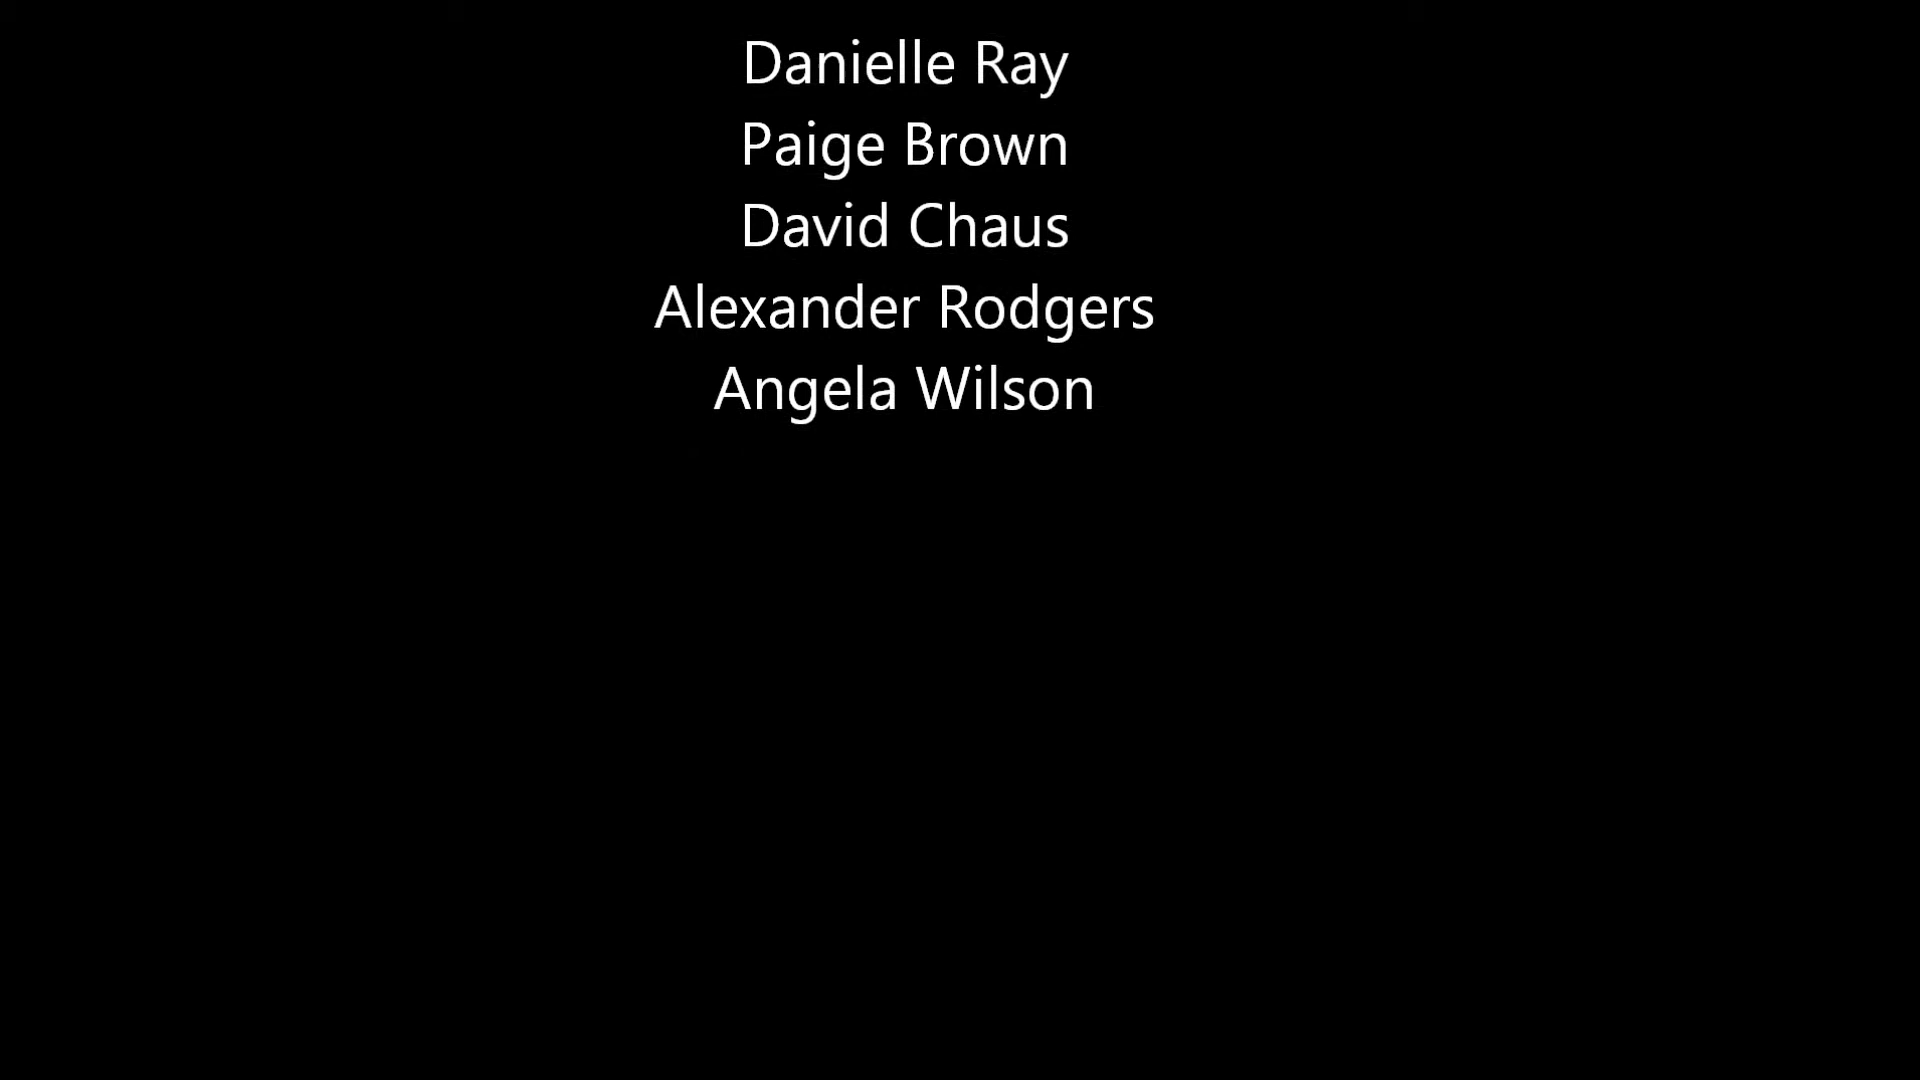 Danielle Ray
Paige Brown
David Chaus
Alexander Rodgers
Angela Wilson